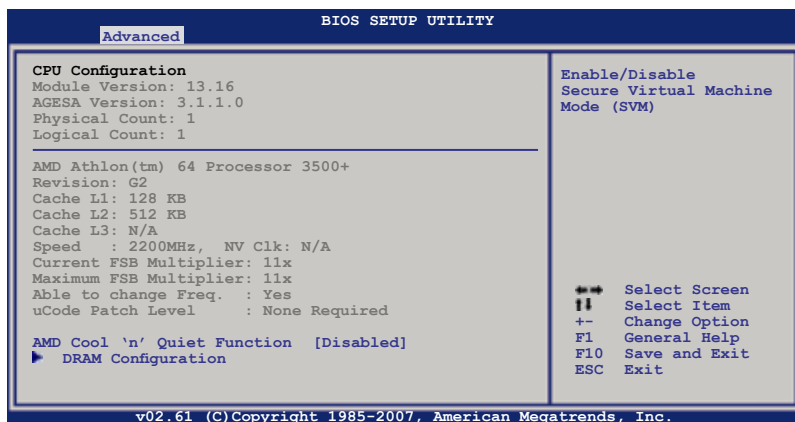 BIOS SETUP UTILITY
Advanced
CPU Configuration
Module Version: 13.16
AGESA Version: 3.1.1.0
Physical Count: 1
Logical Count: 1
AMD Athlon(tm) 64 Processor 3500+
Revision: G2
Cache L1: 128 KB
Cache L2: 512 KB
Cache L3: N/A
Speed : 2200MHz, NV Clk: N/A
Current FSB Multiplier: 11x
Maximum FSB Multiplier: 11x
Able to change Freq. : Yes
uCode Patch Level : None Required
AMD Cool ‘n’ Quiet Function [Disabled]
DRAM Configuration
Enable/Disable
Secure Virtual Machine
Mode (SVM)
Select Screen
Select Item
+- Change Option
F1 General Help
F10 Save and Exit
ESC Exit
v02.61 (C)Copyright 1985-2007, American Megatrends, Inc.